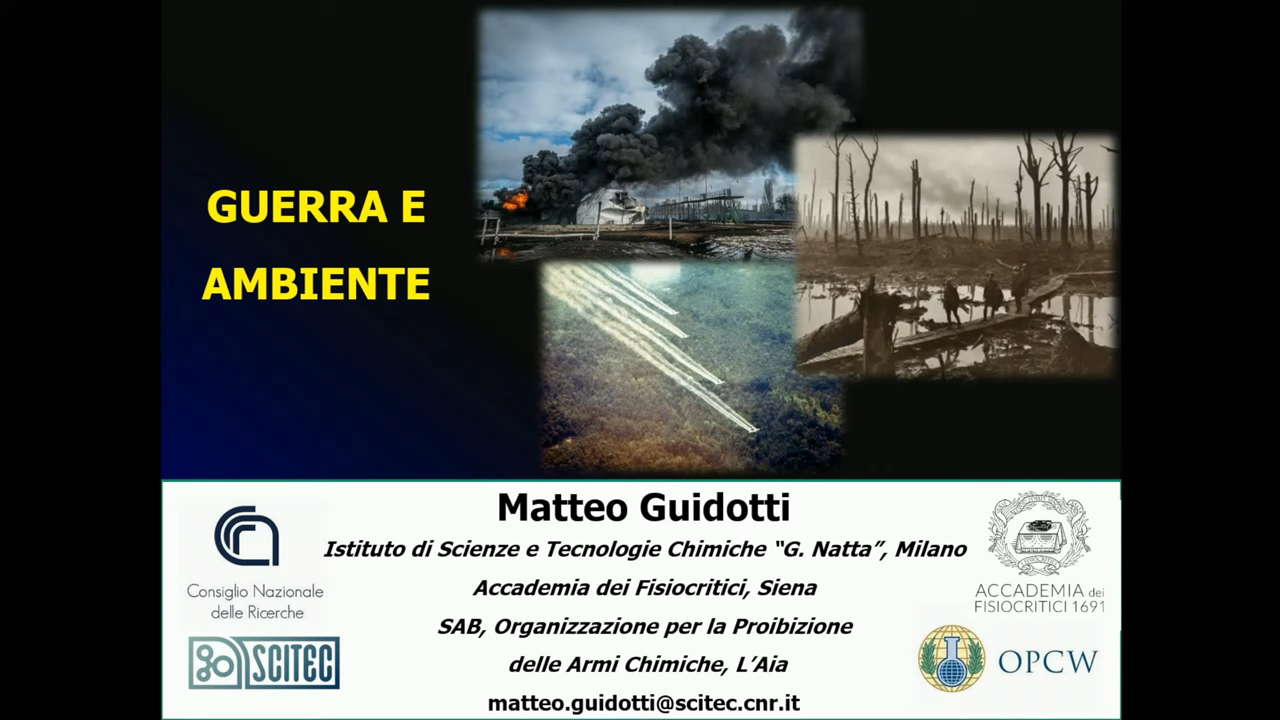 GUERRA E
AMBIENTE
Matteo Guidotti
Istituto di Scienze e Tecnologie Chimiche “G. Natta”, Milano
Accademia dei Fisiocritici, Siena
SAB, Organizzazione per la Proibizione
delle Armi Chimiche, L’Aia
matteo.guidotti@scitec.cnr.it
Consiglio Nazionale
delle Ricerche
SCITEC
ACCADEMIA dei
FISIOCRITICI 1691
OPCW